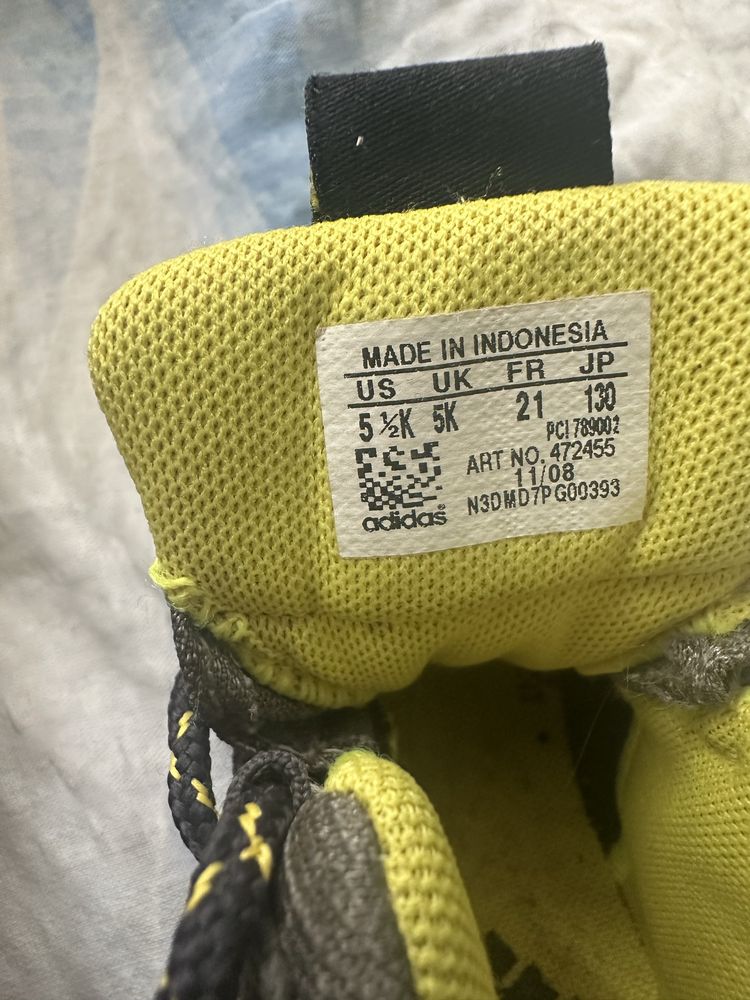 MADE IN INDONESIA
US UK FR JP
5 ½K 5K 21 130
PCI 789002
ART NO. 472455
11/08
N3DMD7PG00393
adidas®